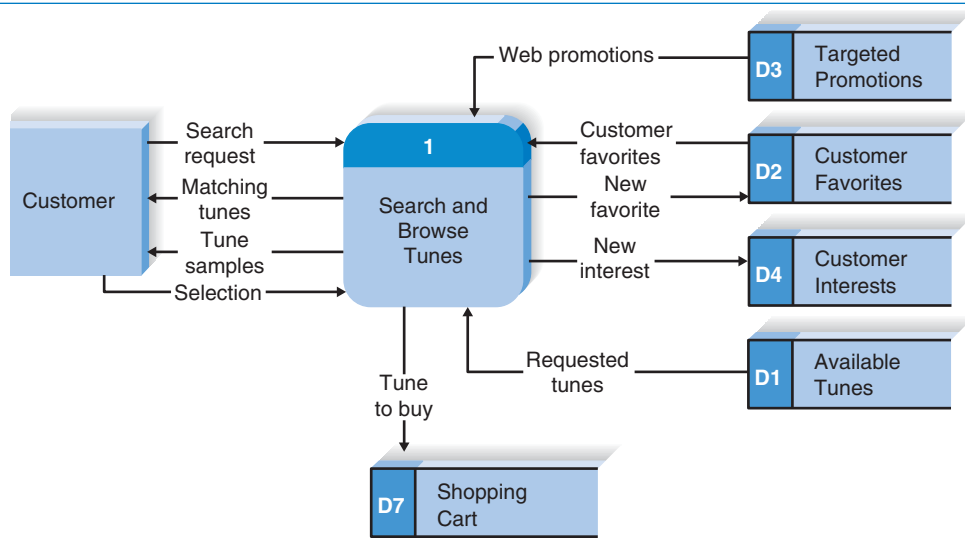 Web promotions
D3
Targeted
Promotions
Customer
Search
request
Matching
tunes
Tune
samples
Selection
1
Search and
Browse
Tunes
Customer
favorites
New
favorite
D2
Customer
Favorites
New
interest
D4
Customer
Interests
Requested
tunes
D1
Available
Tunes
Tune
to buy
D7
Shopping
Cart